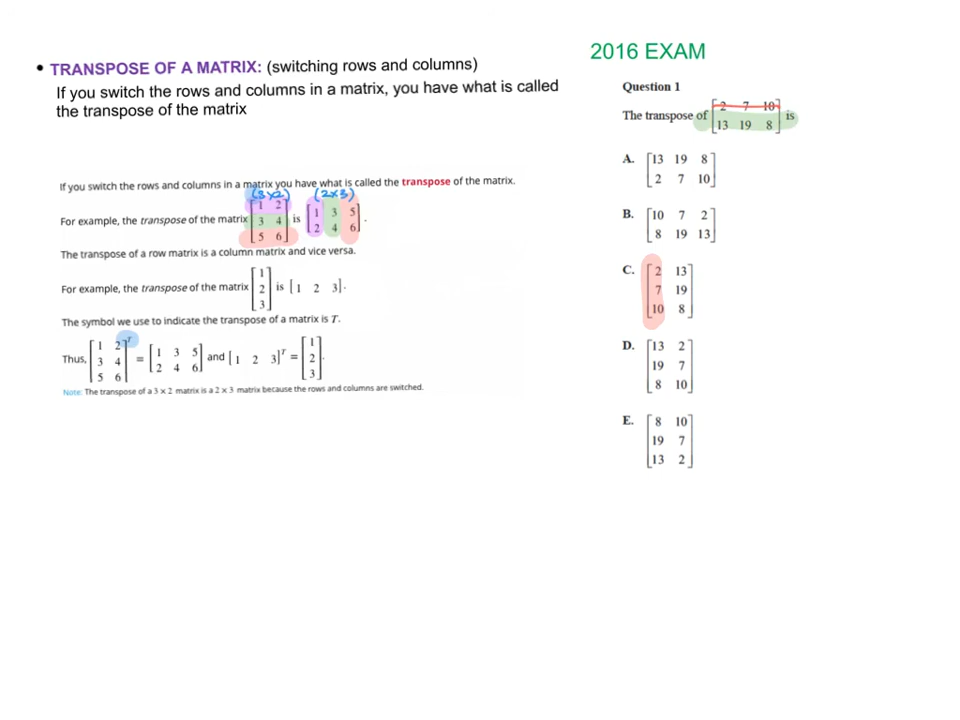 2016 EXAM
• TRANSPOSE OF A MATRIX: (switching rows and columns)
If you switch the rows and columns in a matrix, you have what is called
the transpose of the matrix
If you switch the rows and columns in a matrix you have what is called the transpose of the matrix.
(3×2) (2×3)
For example, the transpose of the matrix [1 2; 3 4; 5 6] is [1 3 5; 2 4 6].
The transpose of a row matrix is a column matrix and vice versa.
For example, the transpose of the matrix [1; 2; 3] is [1 2 3].
The symbol we use to indicate the transpose of a matrix is T.
Thus, [1 2; 3 4; 5 6]ᵀ = [1 3 5; 2 4 6] and [1 2 3]ᵀ = [1; 2; 3].
Note: The transpose of a 3 × 2 matrix is a 2 × 3 matrix because the rows and columns are switched.
Question 1
The transpose of [2 7 10; 13 19 8] is
A. [13 19 8; 2 7 10]
B. [10 7 2; 8 19 13]
C. [2 13; 7 19; 10 8]
D. [13 2; 19 7; 8 10]
E. [8 10; 19 7; 13 2]